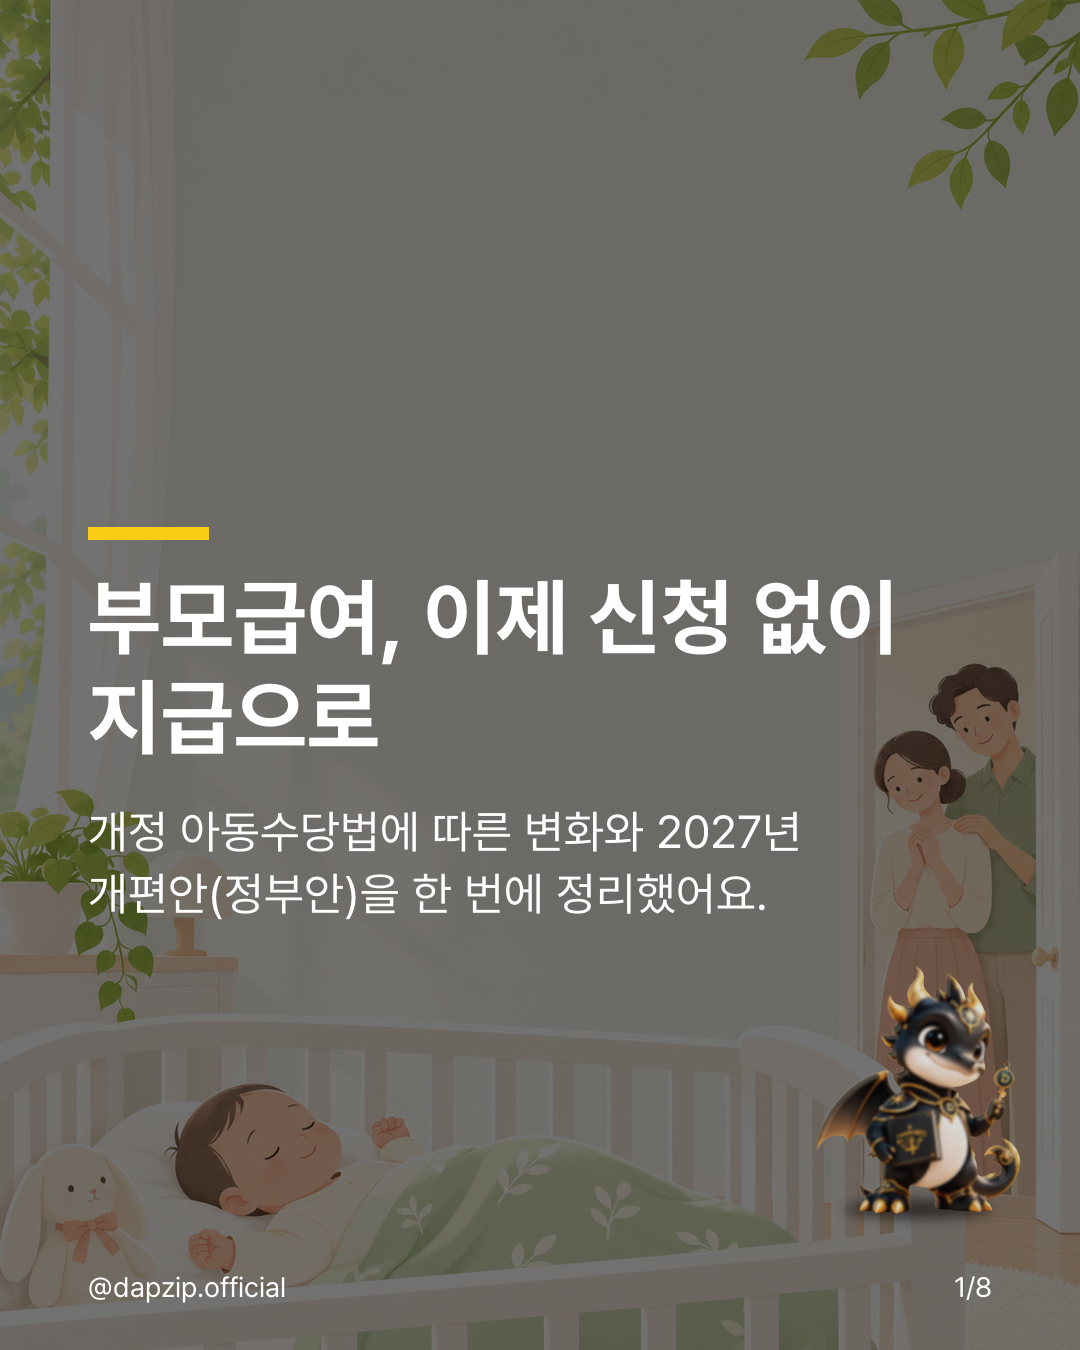 부모급여, 이제 신청 없이
지급으로
개정 아동수당법에 따른 변화와 2027년
개편안(정부안)을 한 번에 정리했어요.
@dapzip.official
1/8